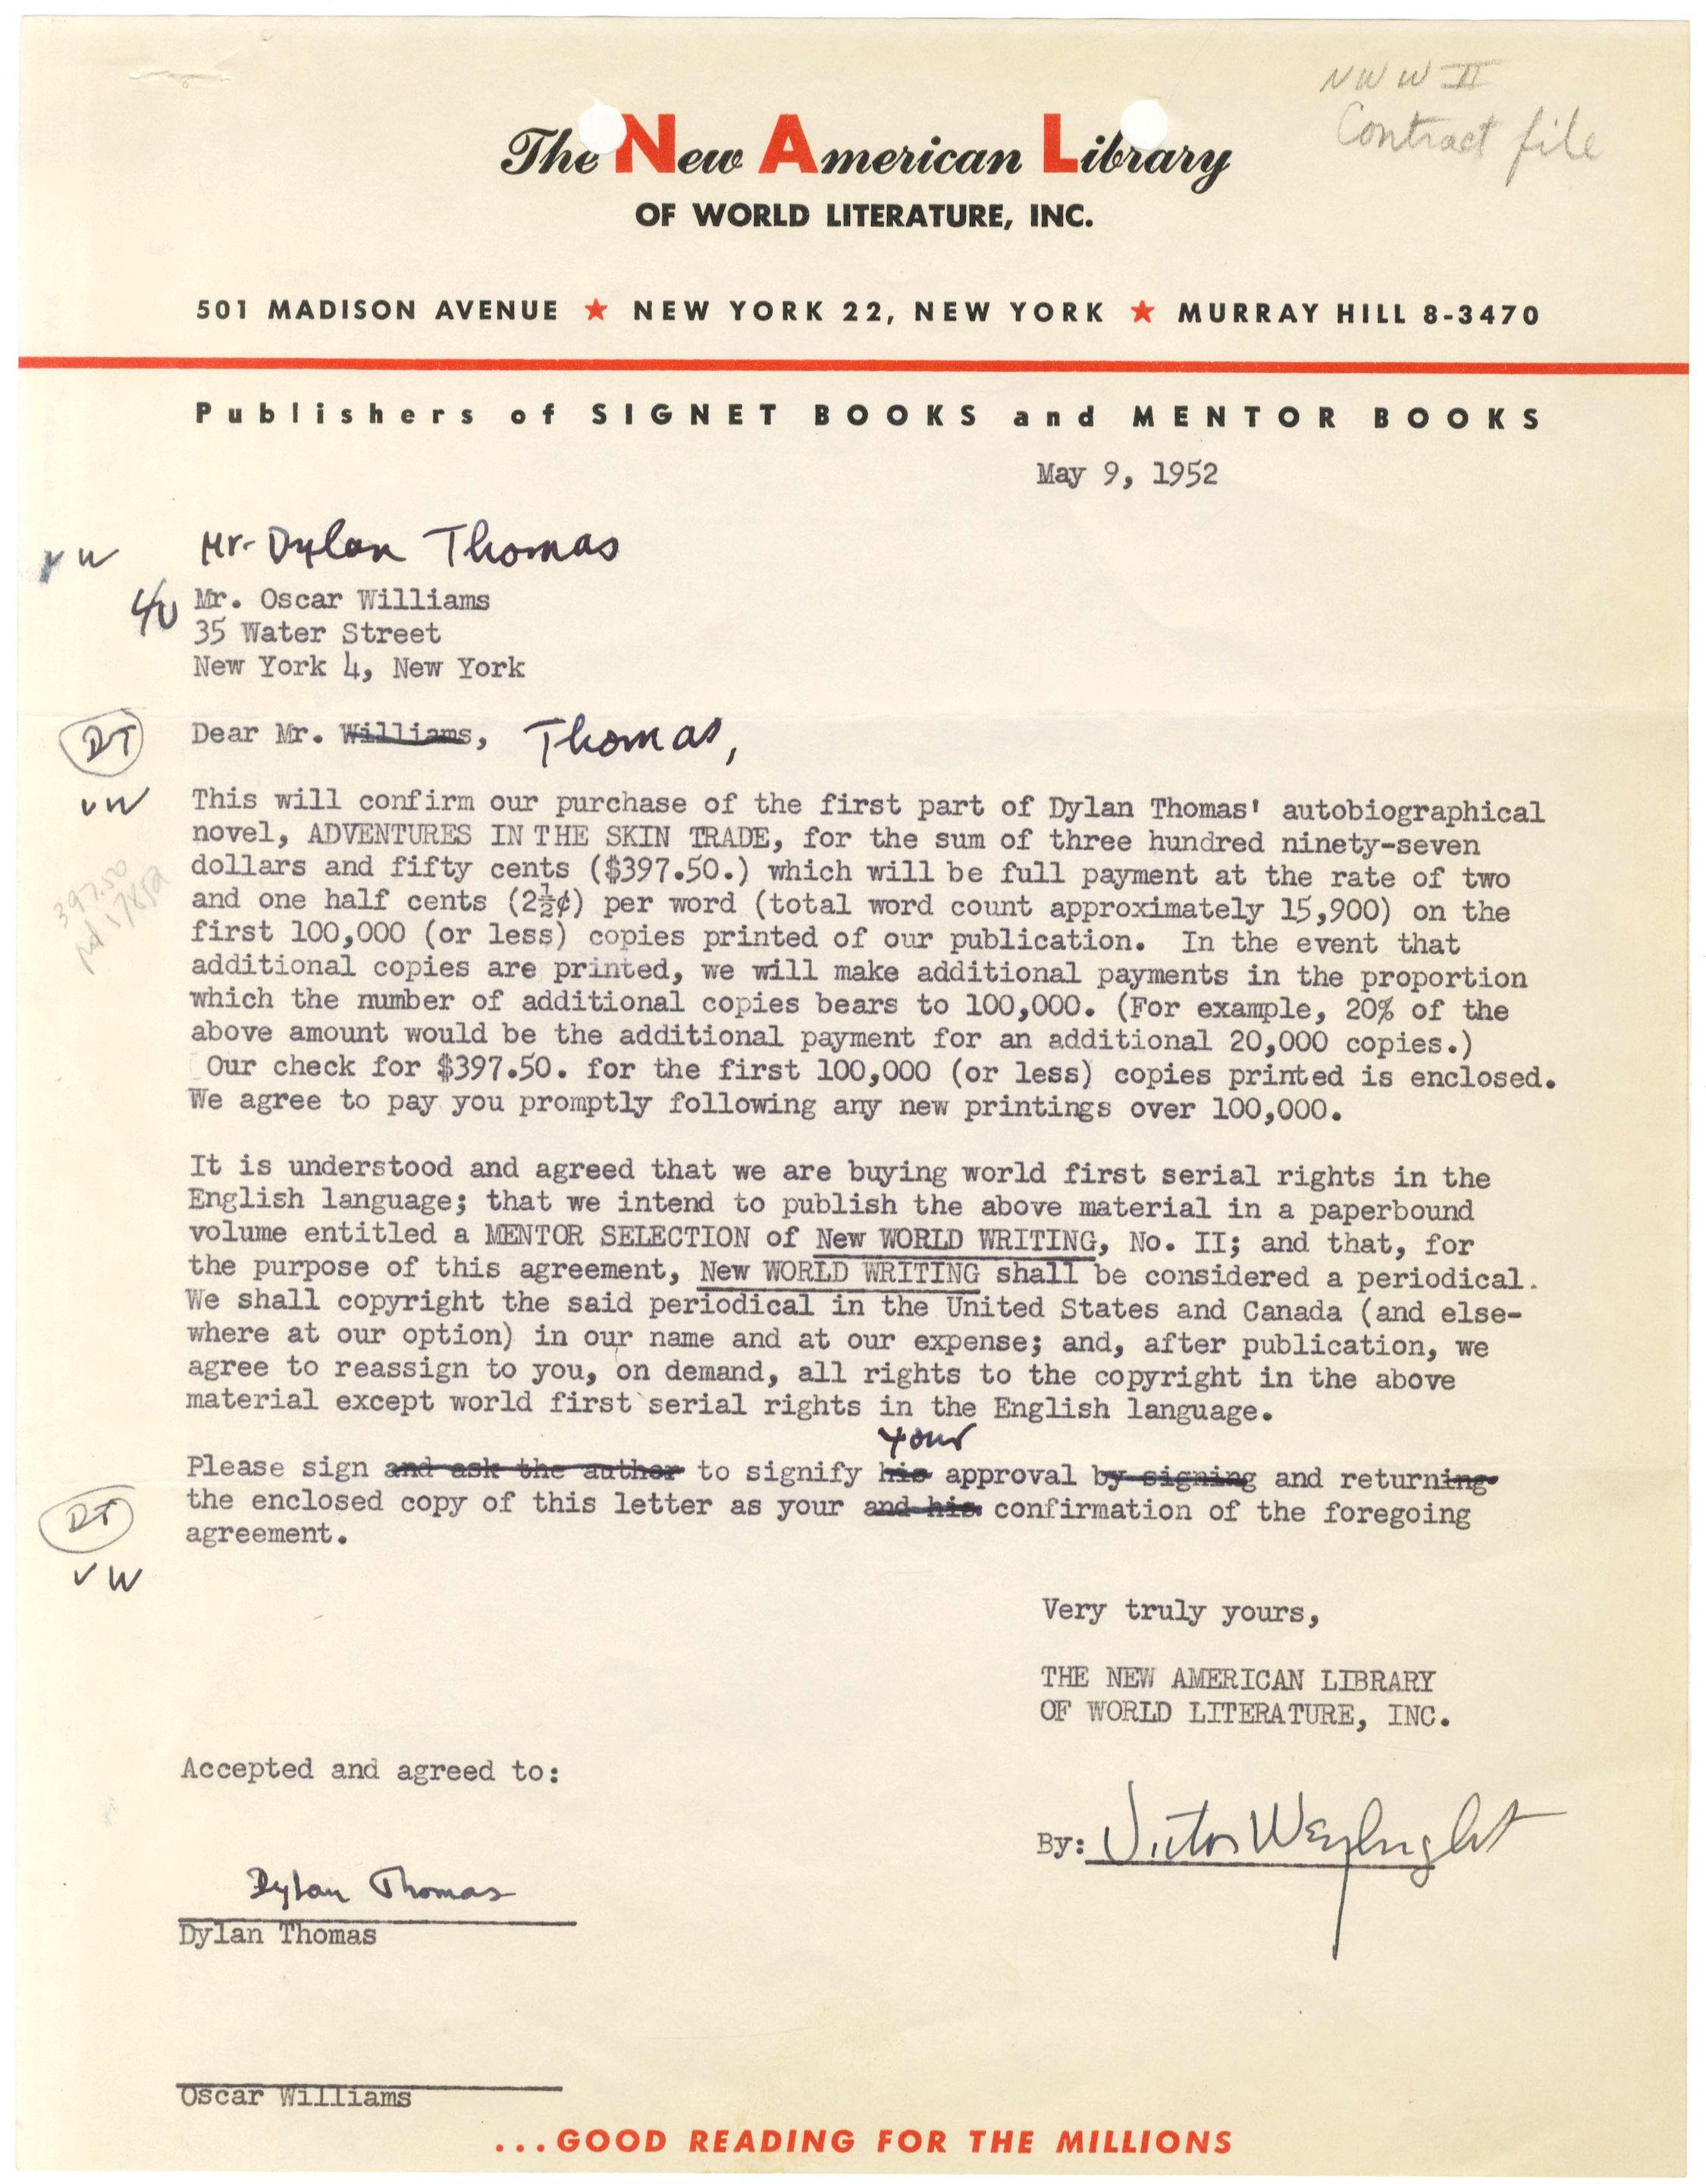 NWW II
Contract file
The New American Library
OF WORLD LITERATURE, INC.
501 MADISON AVENUE ★ NEW YORK 22, NEW YORK ★ MURRAY HILL 8-3470
Publishers of SIGNET BOOKS and MENTOR BOOKS
May 9, 1952
VW Mr. Dylan Thomas
c/o Mr. Oscar Williams
35 Water Street
New York 4, New York
DT Dear Mr. Williams, Thomas,
VW
This will confirm our purchase of the first part of Dylan Thomas' autobiographical
novel, ADVENTURES IN THE SKIN TRADE, for the sum of three hundred ninety-seven
dollars and fifty cents ($397.50.) which will be full payment at the rate of two
and one half cents (2½¢) per word (total word count approximately 15,900) on the
first 100,000 (or less) copies printed of our publication. In the event that
additional copies are printed, we will make additional payments in the proportion
which the number of additional copies bears to 100,000. (For example, 20% of the
above amount would be the additional payment for an additional 20,000 copies.)
Our check for $397.50. for the first 100,000 (or less) copies printed is enclosed.
We agree to pay you promptly following any new printings over 100,000.
397.50
It is understood and agreed that we are buying world first serial rights in the
English language; that we intend to publish the above material in a paperbound
volume entitled a MENTOR SELECTION of New WORLD WRITING, No. II; and that, for
the purpose of this agreement, New WORLD WRITING shall be considered a periodical.
We shall copyright the said periodical in the United States and Canada (and else-
where at our option) in our name and at our expense; and, after publication, we
agree to reassign to you, on demand, all rights to the copyright in the above
material except world first serial rights in the English language.
your
Please sign and ask the author to signify his approval by signing and returning
the enclosed copy of this letter as your and his confirmation of the foregoing
agreement.
DT
VW
Very truly yours,
THE NEW AMERICAN LIBRARY
OF WORLD LITERATURE, INC.
Accepted and agreed to:
By: Victor Weybright
Dylan Thomas
Dylan Thomas
Oscar Williams
...GOOD READING FOR THE MILLIONS